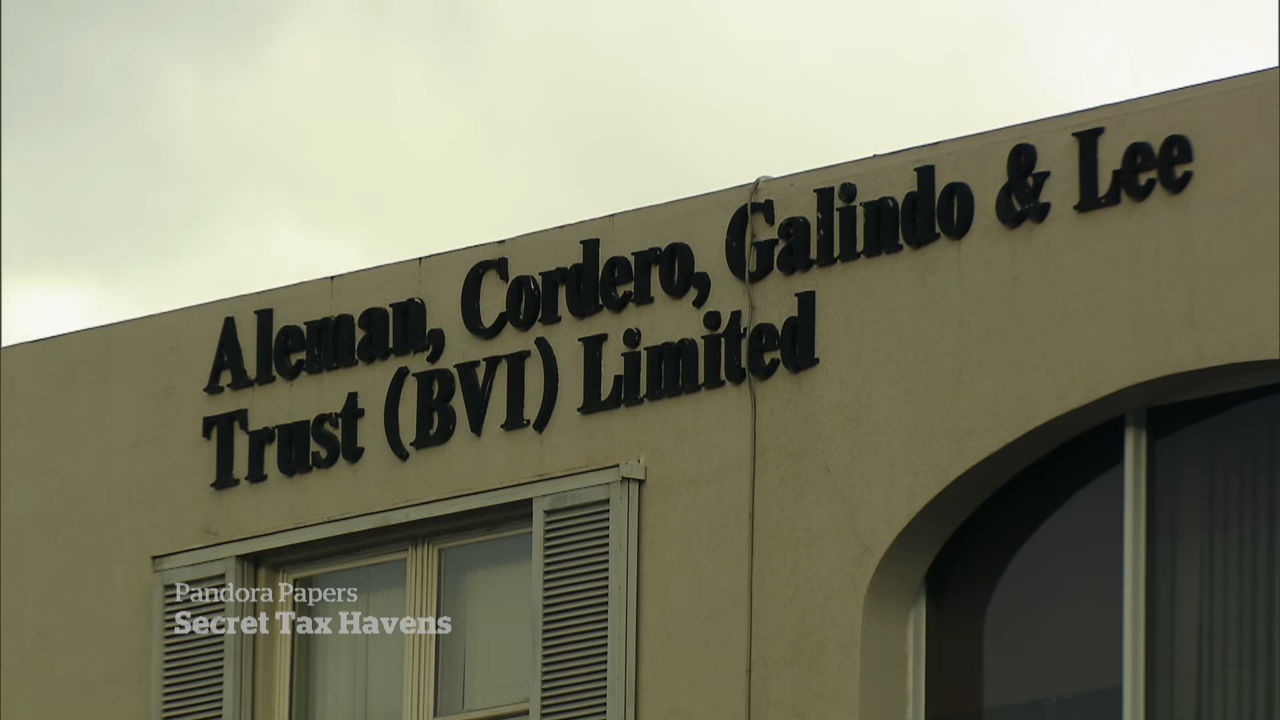 Aleman, Cordero, Galindo & Lee
Trust (BVI) Limited
Pandora Papers
Secret Tax Havens